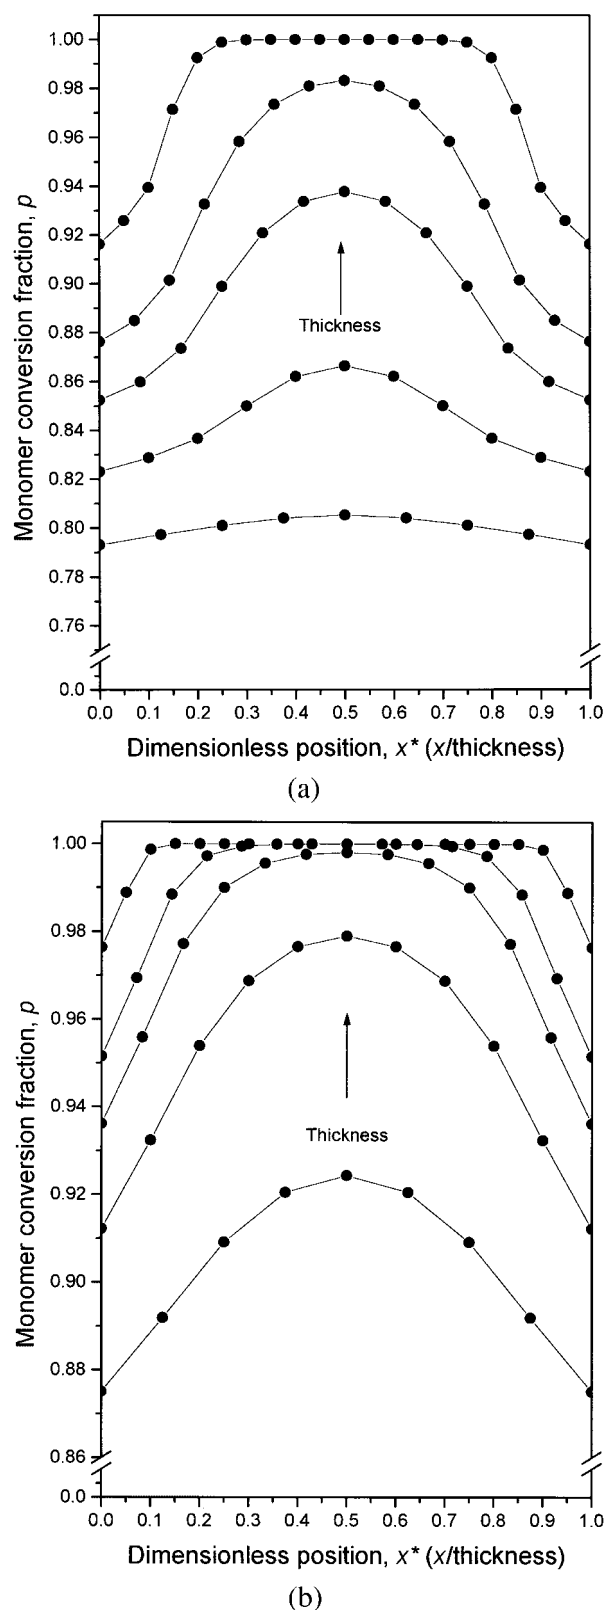 1.00
0.98
0.96
0.94
0.92
0.90
0.88
0.86
0.84
0.82
0.80
0.78
0.76
0.0
Monomer conversion fraction, p
Thickness
0.0 0.1 0.2 0.3 0.4 0.5 0.6 0.7 0.8 0.9 1.0
Dimensionless position, x* (x/thickness)
(a)
1.00
0.98
0.96
0.94
0.92
0.90
0.88
0.86
0.0
Monomer conversion fraction, p
Thickness
0.0 0.1 0.2 0.3 0.4 0.5 0.6 0.7 0.8 0.9 1.0
Dimensionless position, x* (x/thickness)
(b)